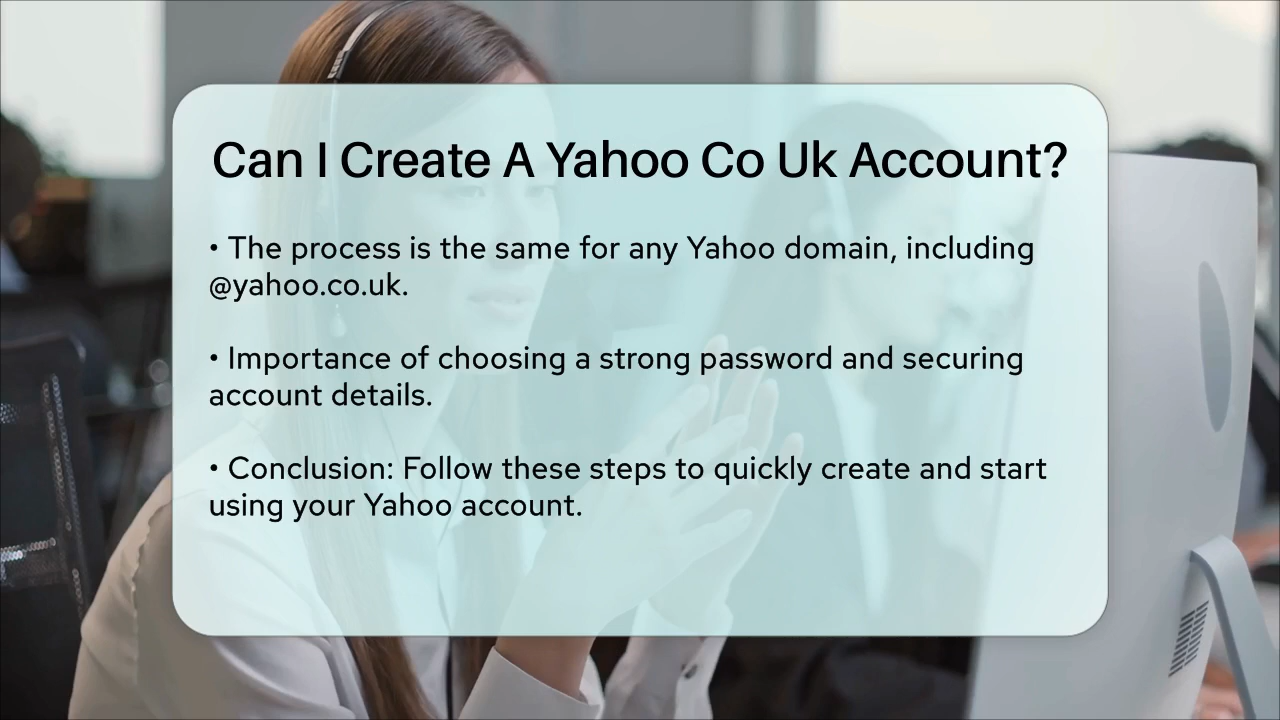 Can I Create A Yahoo Co Uk Account?
• The process is the same for any Yahoo domain, including
@yahoo.co.uk.
• Importance of choosing a strong password and securing
account details.
• Conclusion: Follow these steps to quickly create and start
using your Yahoo account.